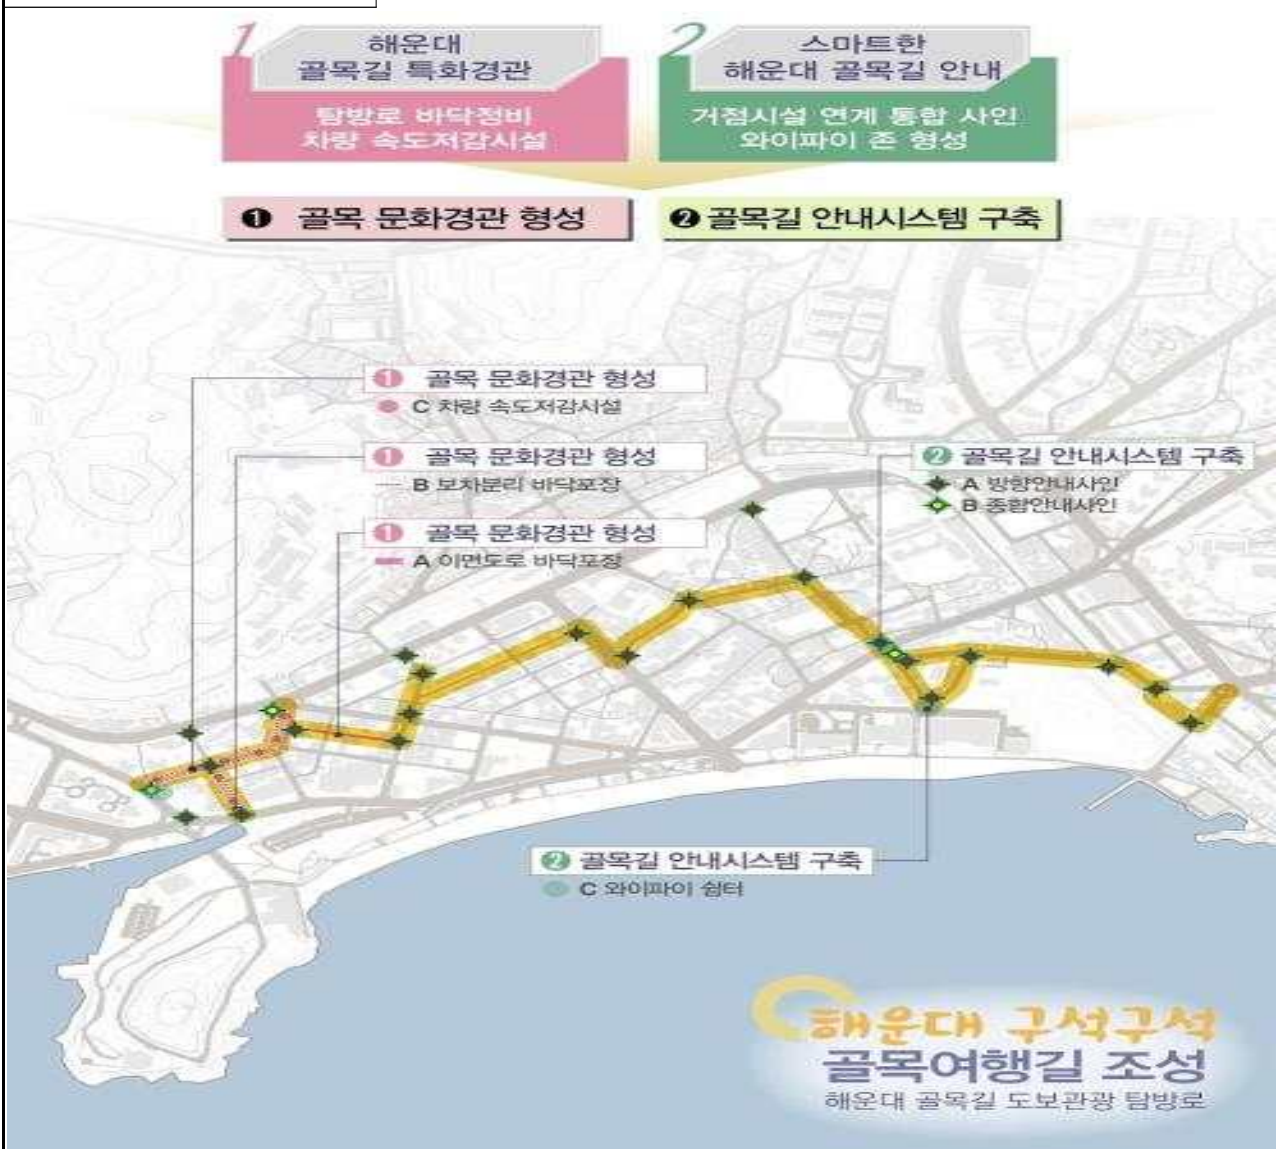 1
해운대
골목길 특화경관
탐방로 바닥정비
차량 속도저감시설
2
스마트한
해운대 골목길 안내
거점시설 연계 통합 사인
와이파이 존 형성
❶ 골목 문화경관 형성
❷ 골목길 안내시스템 구축
❶ 골목 문화경관 형성
C 차량 속도저감시설
❶ 골목 문화경관 형성
B 보차분리 바닥포장
❶ 골목 문화경관 형성
A 이면도로 바닥포장
❷ 골목길 안내시스템 구축
A 방향안내사인
B 종합안내사인
❷ 골목길 안내시스템 구축
C 와이파이 쉼터
해운대 구석구석
골목여행길 조성
해운대 골목길 도보관광 탐방로